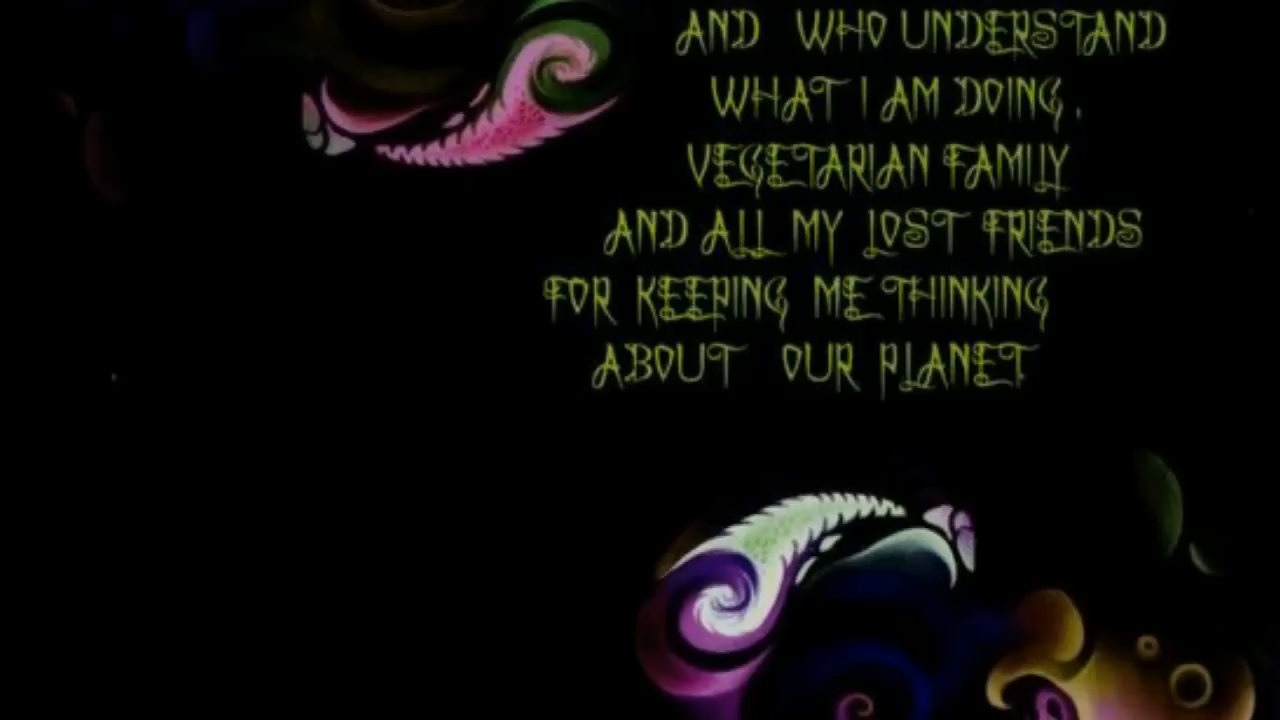 AND WHO UNDERSTAND
WHAT I AM DOING.
VEGETARIAN FAMILY
AND ALL MY LOST FRIENDS
FOR KEEPING ME THINKING
ABOUT OUR PLANET